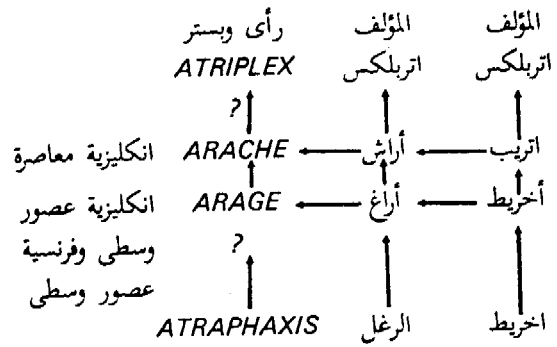 المؤلف المؤلف رأى وبستر
اتربلكس اتربلكس ATRIPLEX
?
اتريب أراش ARACHE انكليزية معاصرة
أخريط أراغ ARAGE انكليزية عصور
? وسطى وفرنسية
عصور وسطى
اخريط الرغل ATRAPHAXIS